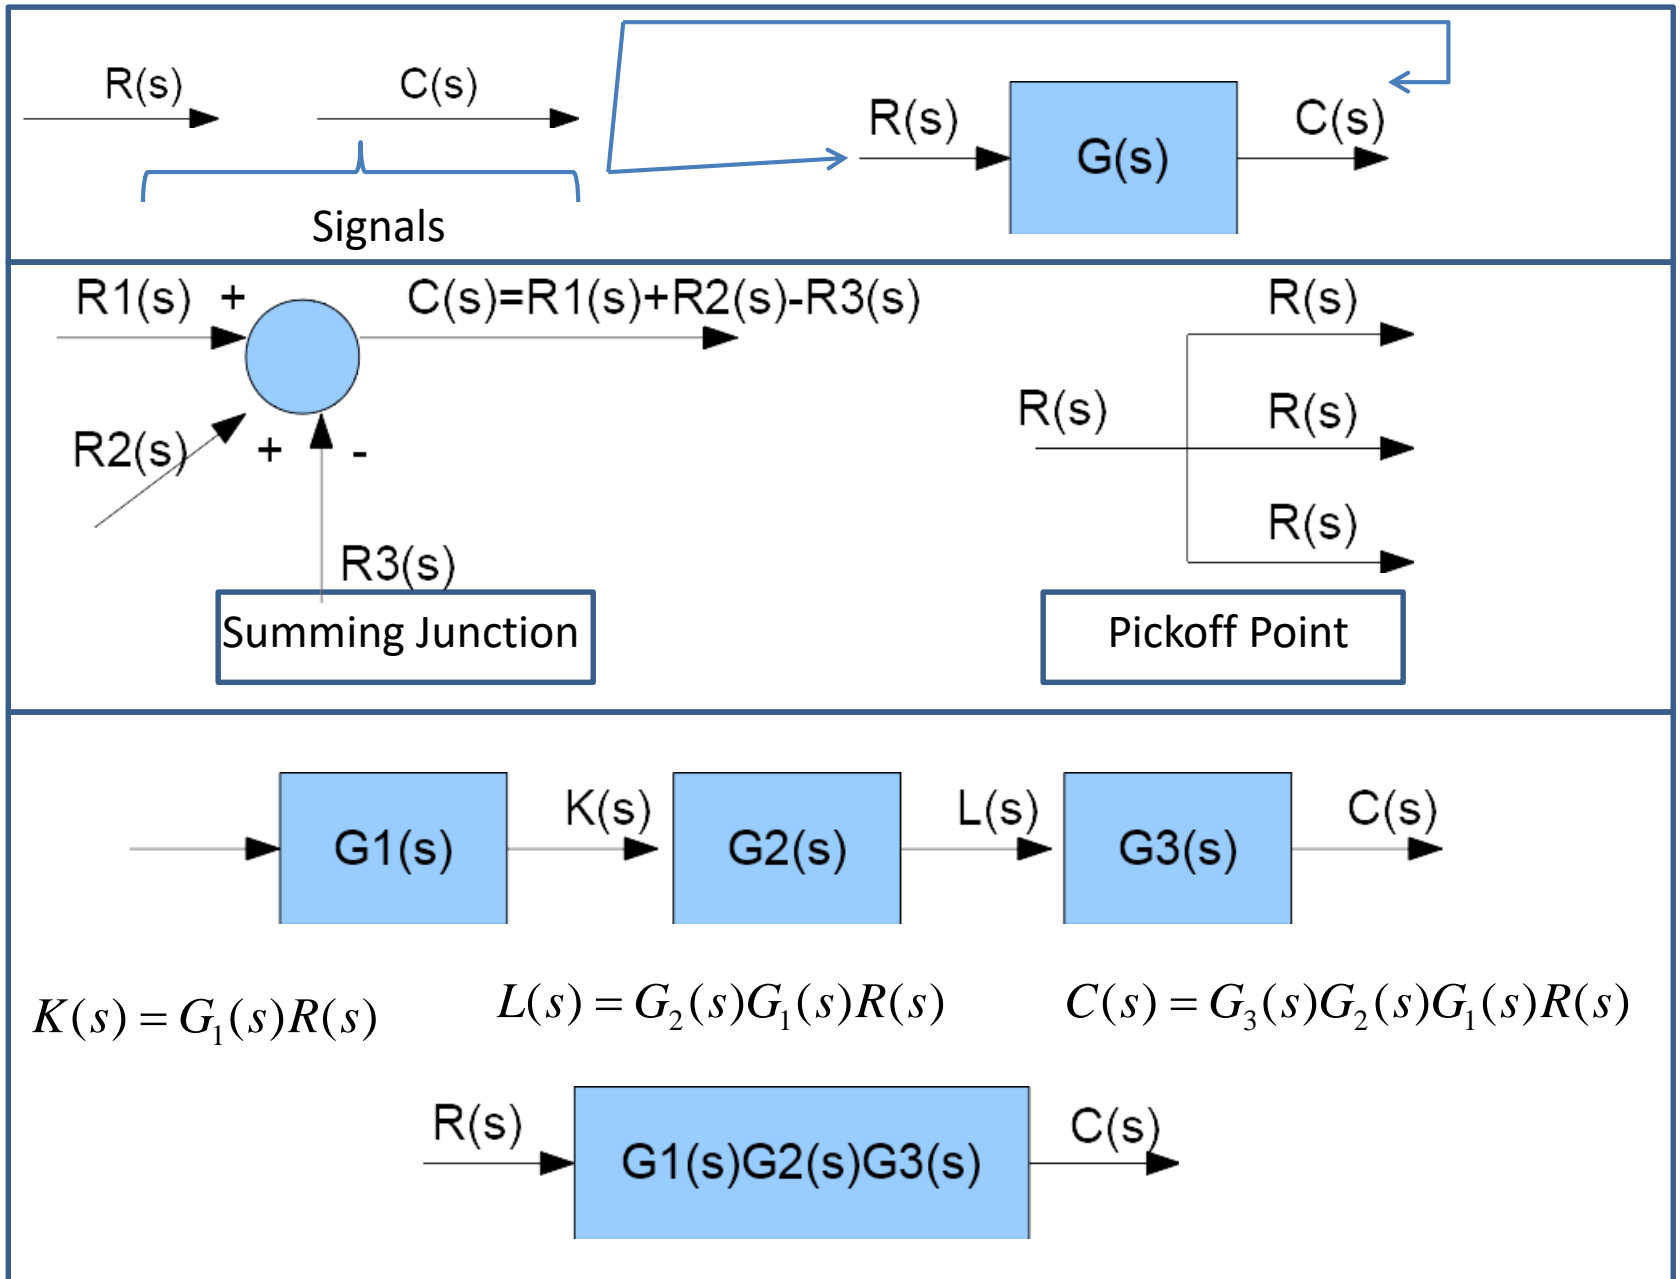 R(s)
C(s)
Signals
R(s)
G(s)
C(s)
R1(s) +
C(s)=R1(s)+R2(s)-R3(s)
R2(s)
+
-
R3(s)
Summing Junction
R(s)
R(s)
R(s)
R(s)
Pickoff Point
G1(s)
K(s)
G2(s)
L(s)
G3(s)
C(s)
K(s) = G₁(s)R(s)
L(s) = G₂(s)G₁(s)R(s)
C(s) = G₃(s)G₂(s)G₁(s)R(s)
R(s)
G1(s)G2(s)G3(s)
C(s)